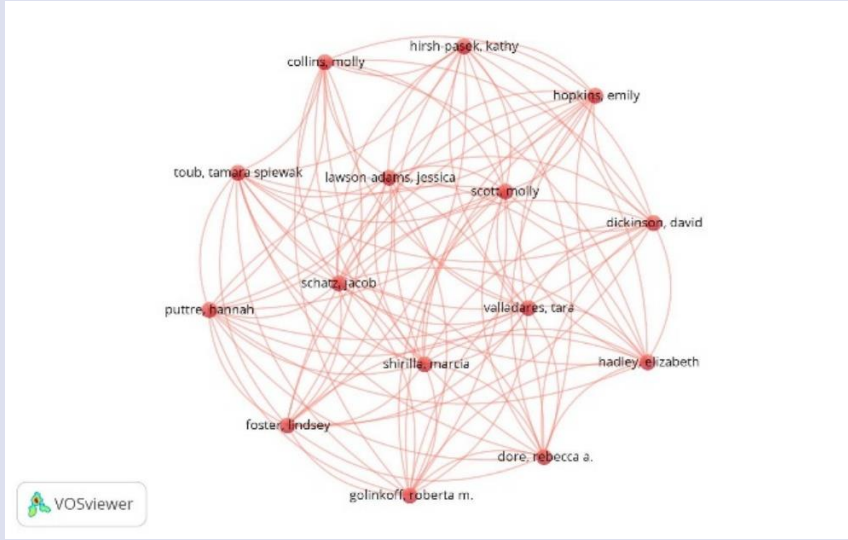 hirsh-pasek, kathy
collins, molly
hopkins, emily
toub, tamara spiewak
lawson-adams, jessica
scott, molly
dickinson, david
schatz, jacob
puttre, hannah
valladares, tara
shirilla, marcia
hadley, elizabeth
foster, lindsey
dore, rebecca a.
golinkoff, roberta m.
VOSviewer